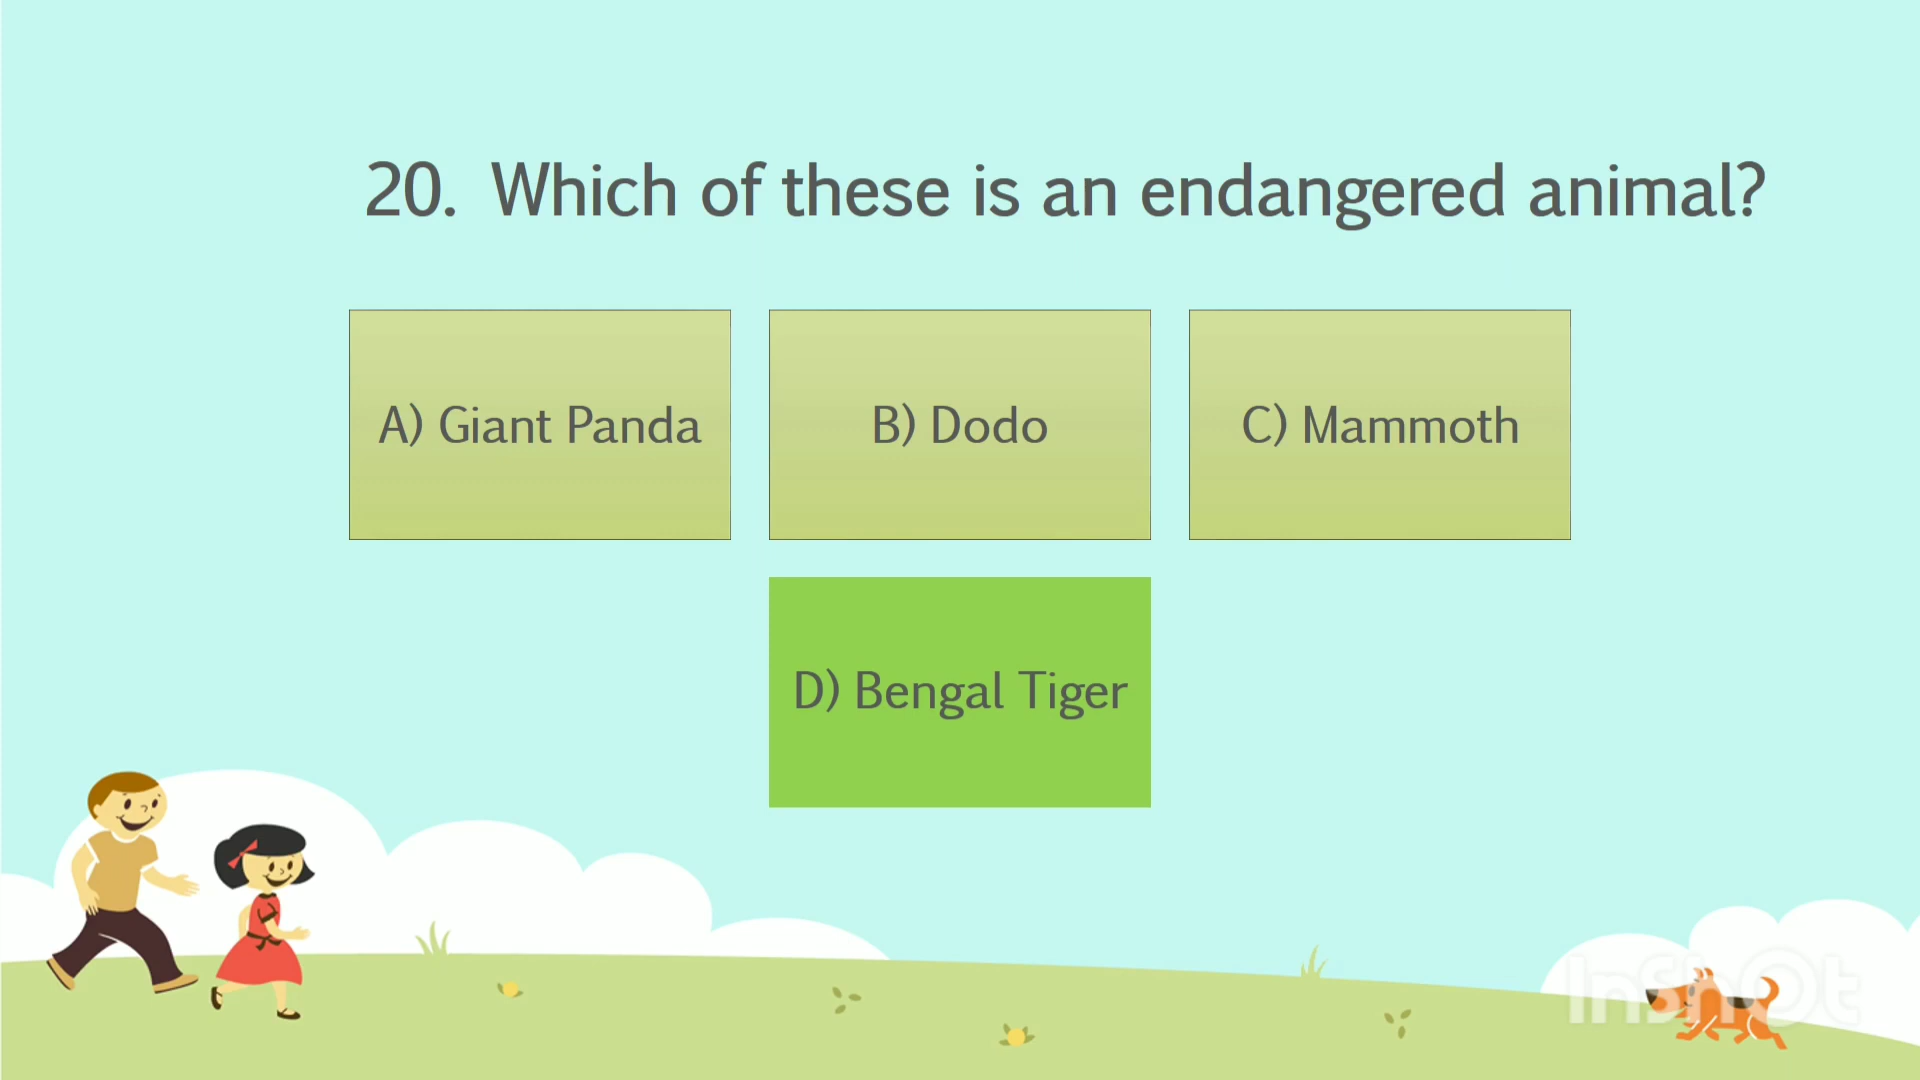 20. Which of these is an endangered animal?
A) Giant Panda
B) Dodo
C) Mammoth
D) Bengal Tiger
InShOt